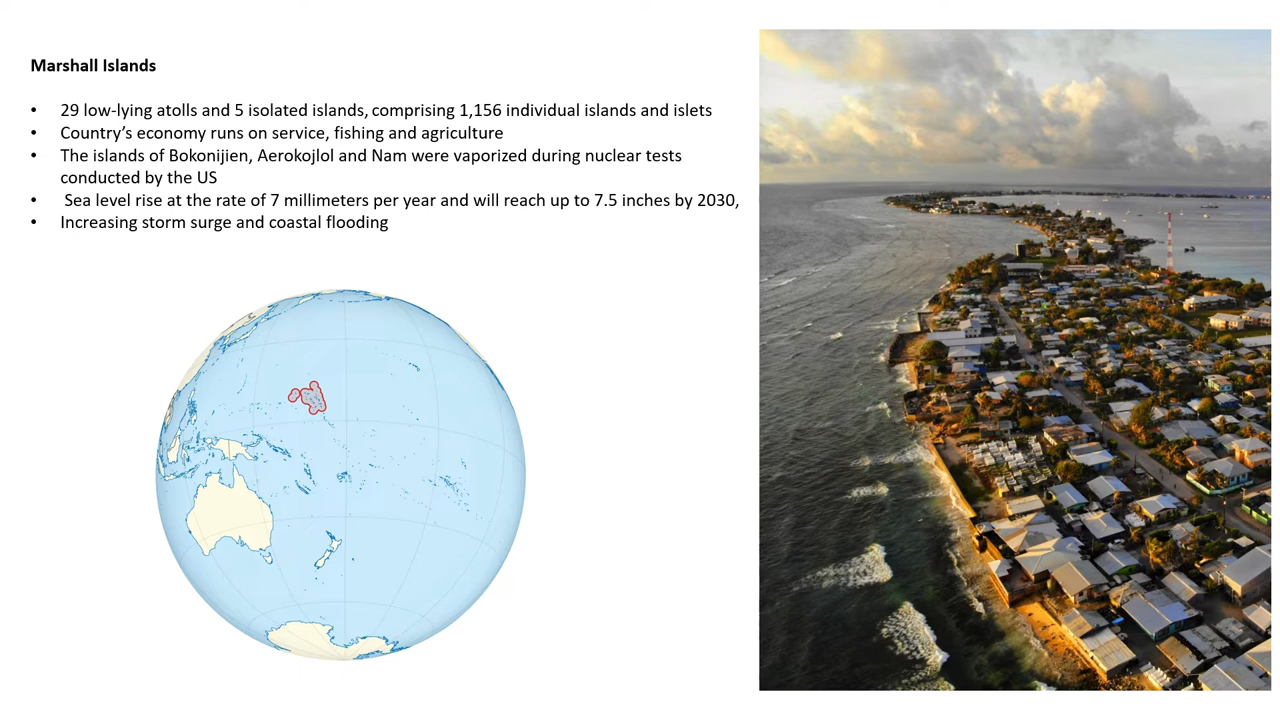 Marshall Islands
• 29 low-lying atolls and 5 isolated islands, comprising 1,156 individual islands and islets
• Country’s economy runs on service, fishing and agriculture
• The islands of Bokonijien, Aerokojlol and Nam were vaporized during nuclear tests
conducted by the US
• Sea level rise at the rate of 7 millimeters per year and will reach up to 7.5 inches by 2030,
• Increasing storm surge and coastal flooding